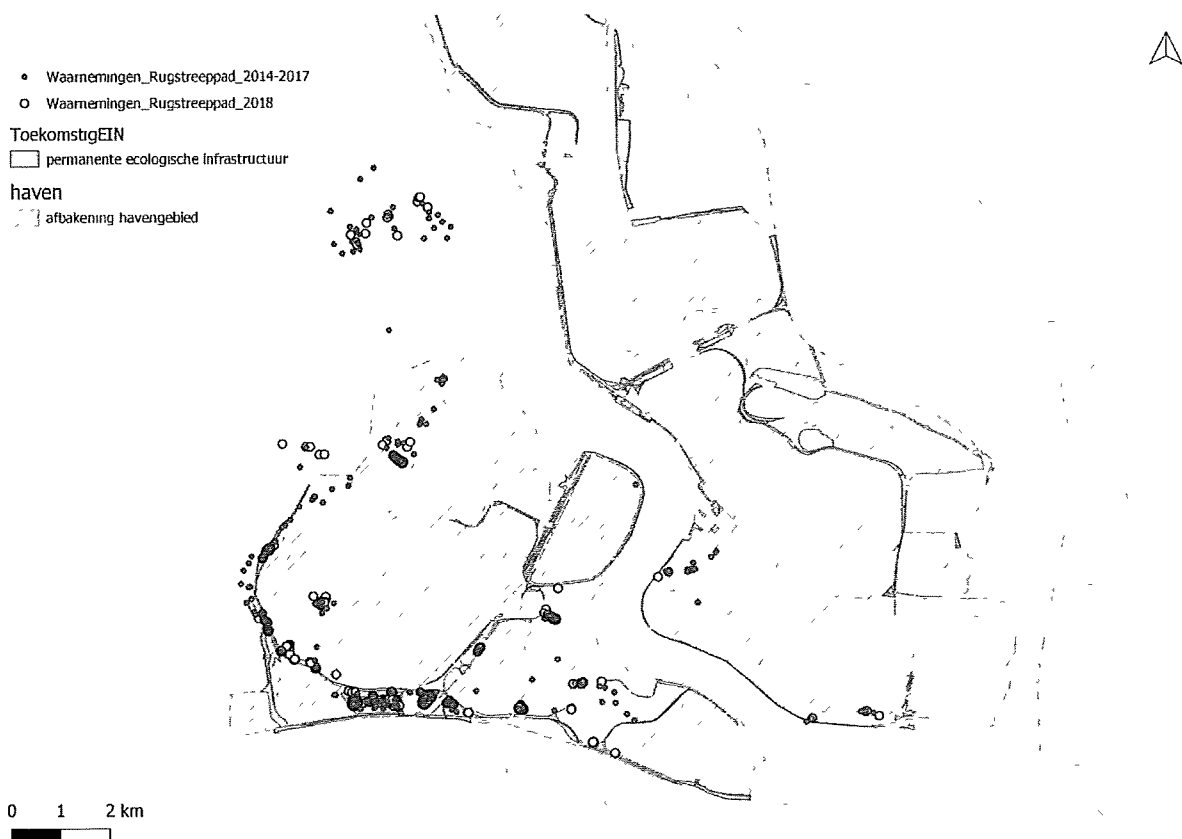 Waarnemingen_Rugstreeppad_2014-2017
Waarnemingen_Rugstreeppad_2018
ToekomstigEIN
permanente ecologische infrastructuur
haven
afbakening havengebied
0 1 2 km